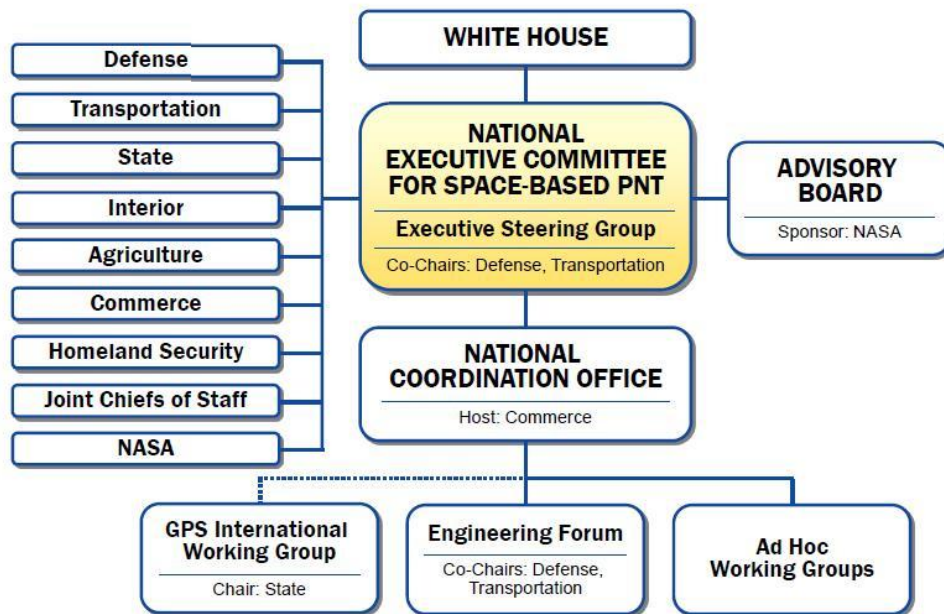 WHITE HOUSE
Defense
Transportation
State
Interior
Agriculture
Commerce
Homeland Security
Joint Chiefs of Staff
NASA
NATIONAL
EXECUTIVE COMMITTEE
FOR SPACE-BASED PNT
Executive Steering Group
Co-Chairs: Defense, Transportation
ADVISORY
BOARD
Sponsor: NASA
NATIONAL
COORDINATION OFFICE
Host: Commerce
GPS International
Working Group
Chair: State
Engineering Forum
Co-Chairs: Defense,
Transportation
Ad Hoc
Working Groups